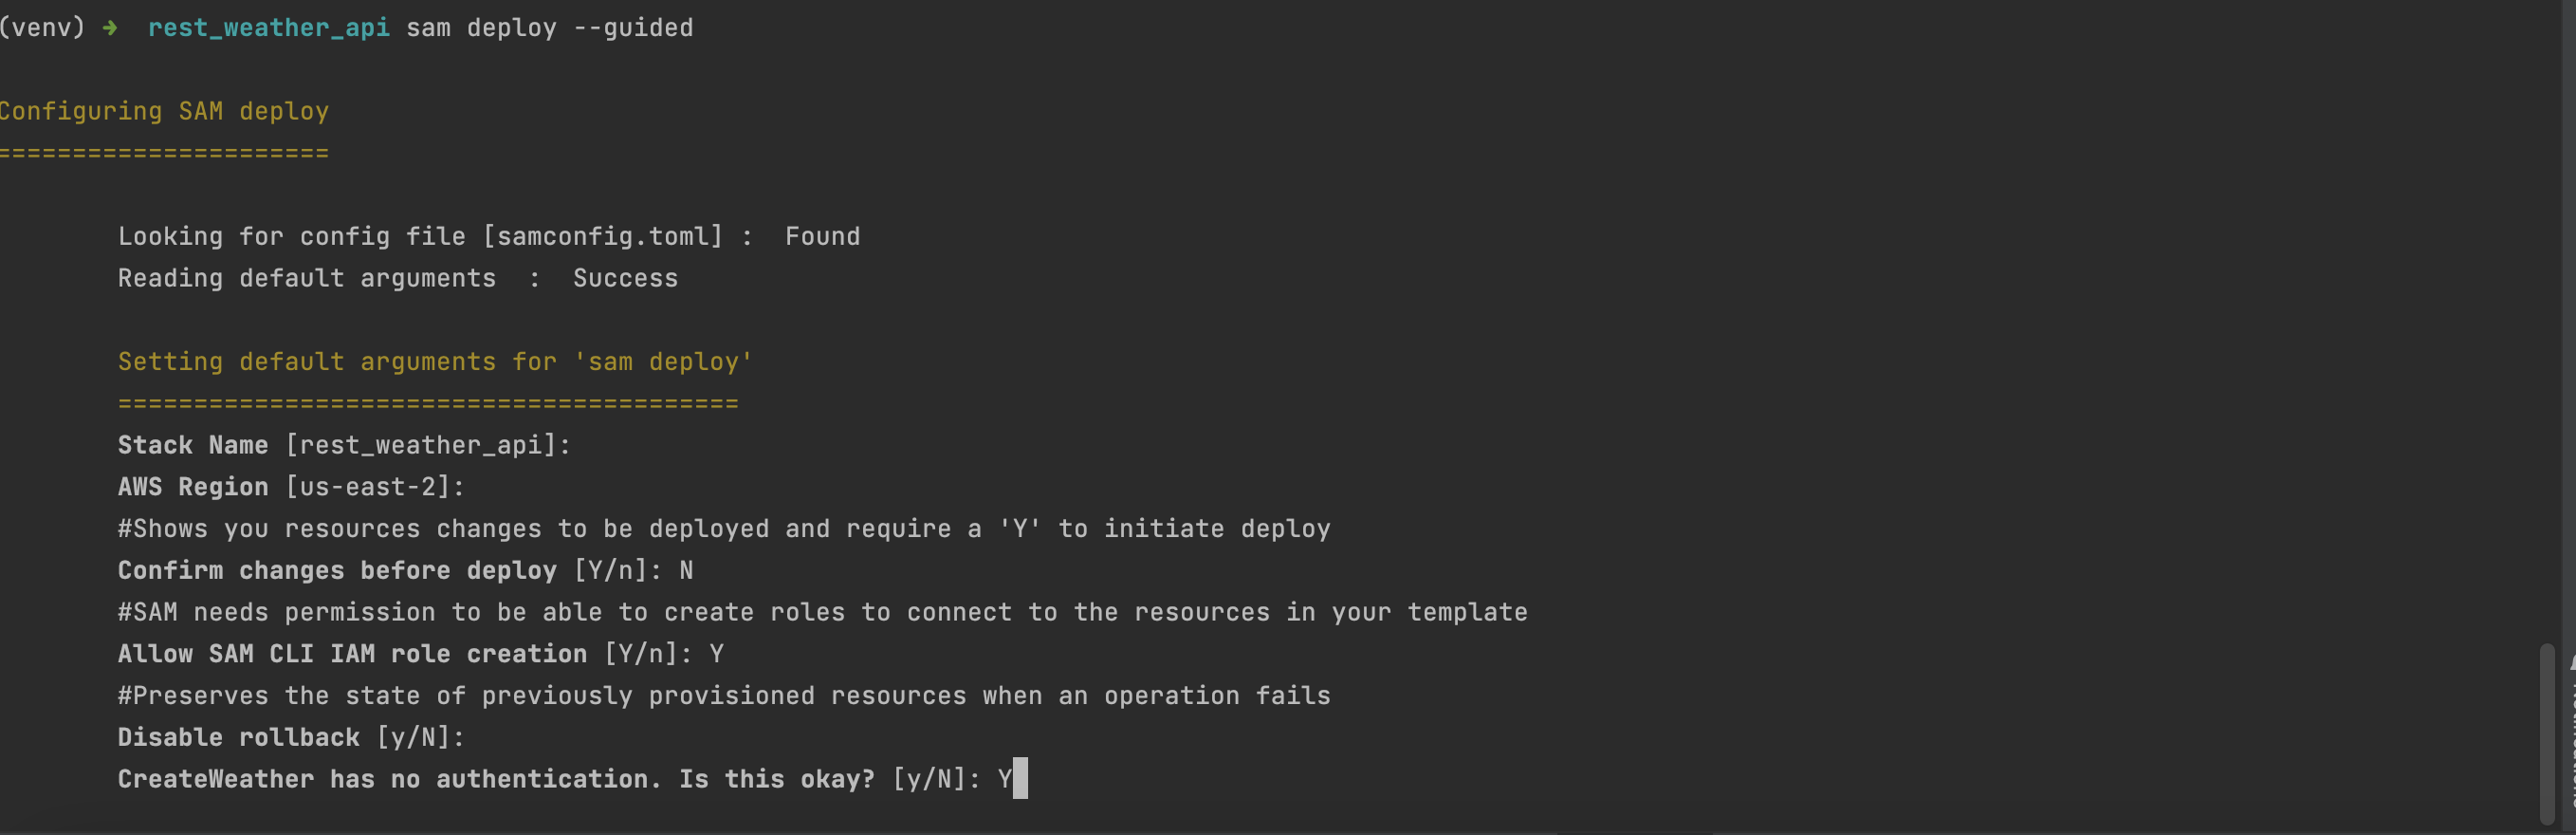 (venv) ➜  rest_weather_api sam deploy --guided
Configuring SAM deploy
======================
Looking for config file [samconfig.toml] :  Found
Reading default arguments  :  Success
Setting default arguments for 'sam deploy'
=========================================
Stack Name [rest_weather_api]:
AWS Region [us-east-2]:
#Shows you resources changes to be deployed and require a 'Y' to initiate deploy
Confirm changes before deploy [Y/n]: N
#SAM needs permission to be able to create roles to connect to the resources in your template
Allow SAM CLI IAM role creation [Y/n]: Y
#Preserves the state of previously provisioned resources when an operation fails
Disable rollback [y/N]:
CreateWeather has no authentication. Is this okay? [y/N]: Y